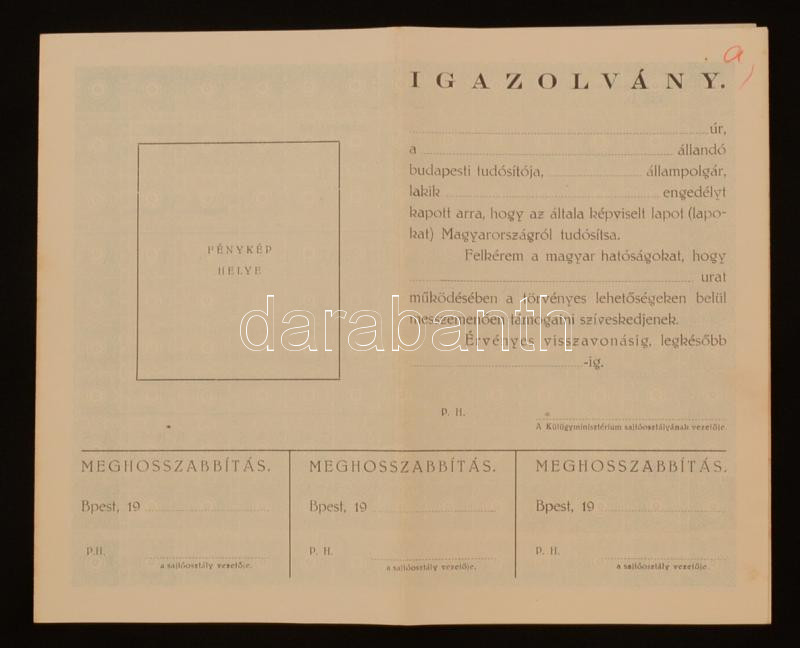 a)
IGAZOLVÁNY.
úr,
a állandó
budapesti tudósítója, állampolgár,
lakik engedélyt
kapott arra, hogy az általa képviselt lapot (lapo-
kat) Magyarországról tudósítsa.
Felkérem a magyar hatóságokat, hogy
urat
működésében a törvényes lehetőségeken belül
messzemenően támogatni szíveskedjenek.
Érvényes visszavonásig, legkésőbb
-ig.
FÉNYKÉP
HELYE
darabanth
P. H.
A Külügyminisztérium sajtóosztályának vezetője.
MEGHOSSZABBÍTÁS.
Bpest, 19
P.H.
a sajtóosztály vezetője.
MEGHOSSZABBÍTÁS.
Bpest, 19
P. H.
a sajtóosztály vezetője.
MEGHOSSZABBÍTÁS.
Bpest, 19
P. H.
a sajtóosztály vezetője.